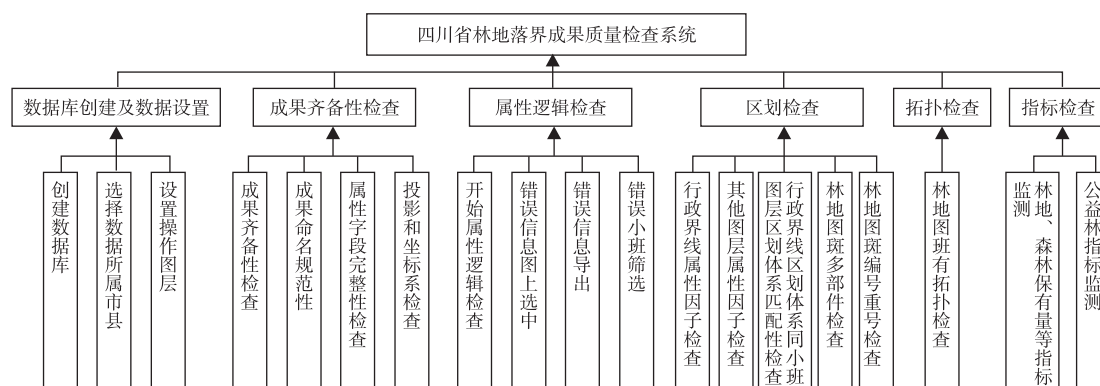 四川省林地落界成果质量检查系统
数据库创建及数据设置
成果齐备性检查
属性逻辑检查
区划检查
拓扑检查
指标检查
创建数据库
选择数据所属市县
设置操作图层
成果齐备性检查
成果命名规范性
属性字段完整性检查
投影和坐标系检查
开始属性逻辑检查
错误信息图上选中
错误信息导出
错误小班筛选
行政界线属性因子检查
其他图层属性因子检查
行政界线区划体系同小班
图层区划体系匹配性检查
林地图斑多部件检查
林地图斑编号重号检查
林地图班有拓扑检查
林地、森林保有量等指标
监测
公益林指标监测